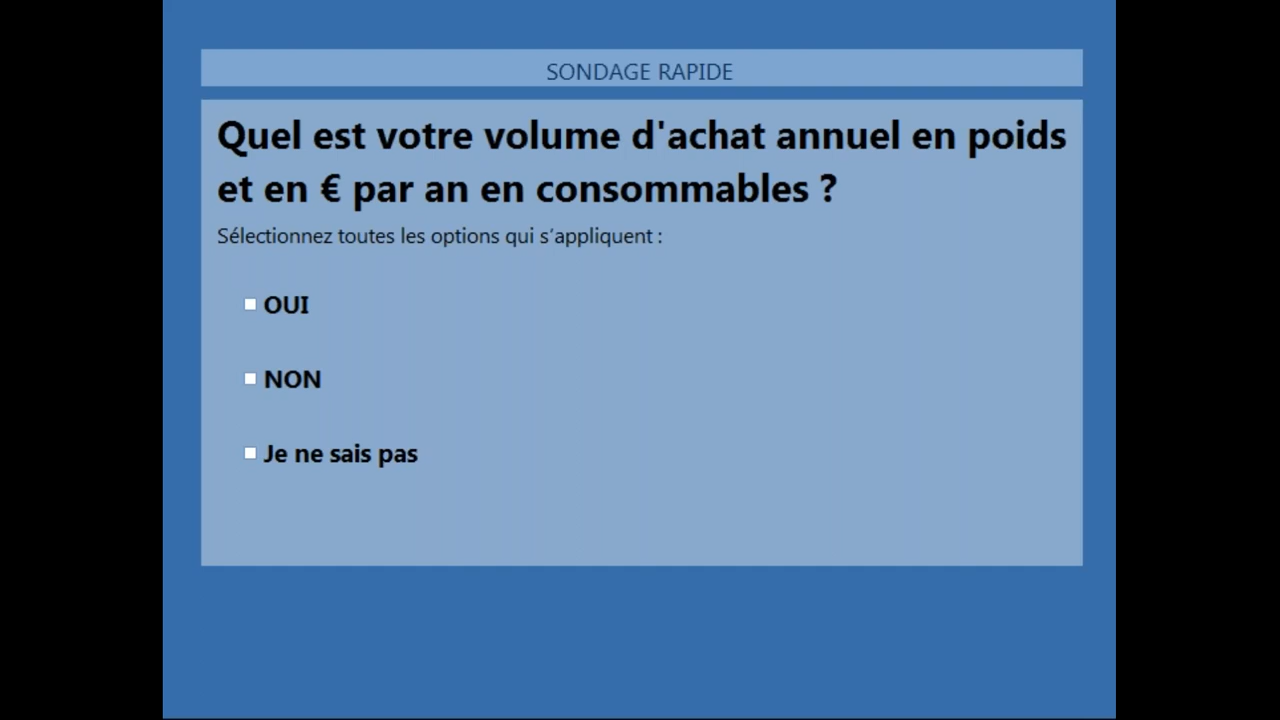 SONDAGE RAPIDE
Quel est votre volume d'achat annuel en poids
et en € par an en consommables ?
Sélectionnez toutes les options qui s’appliquent :
OUI
NON
Je ne sais pas